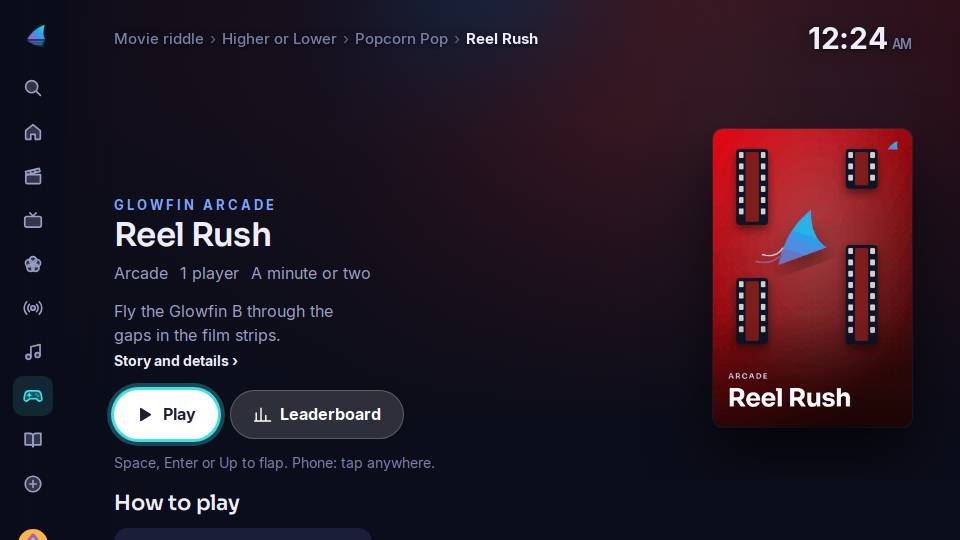 Movie riddle › Higher or Lower › Popcorn Pop › Reel Rush
12:24 AM
GLOWFIN ARCADE
Reel Rush
Arcade 1 player A minute or two
Fly the Glowfin B through the
gaps in the film strips.
Story and details ›
Play
Leaderboard
Space, Enter or Up to flap. Phone: tap anywhere.
How to play
ARCADE
Reel Rush